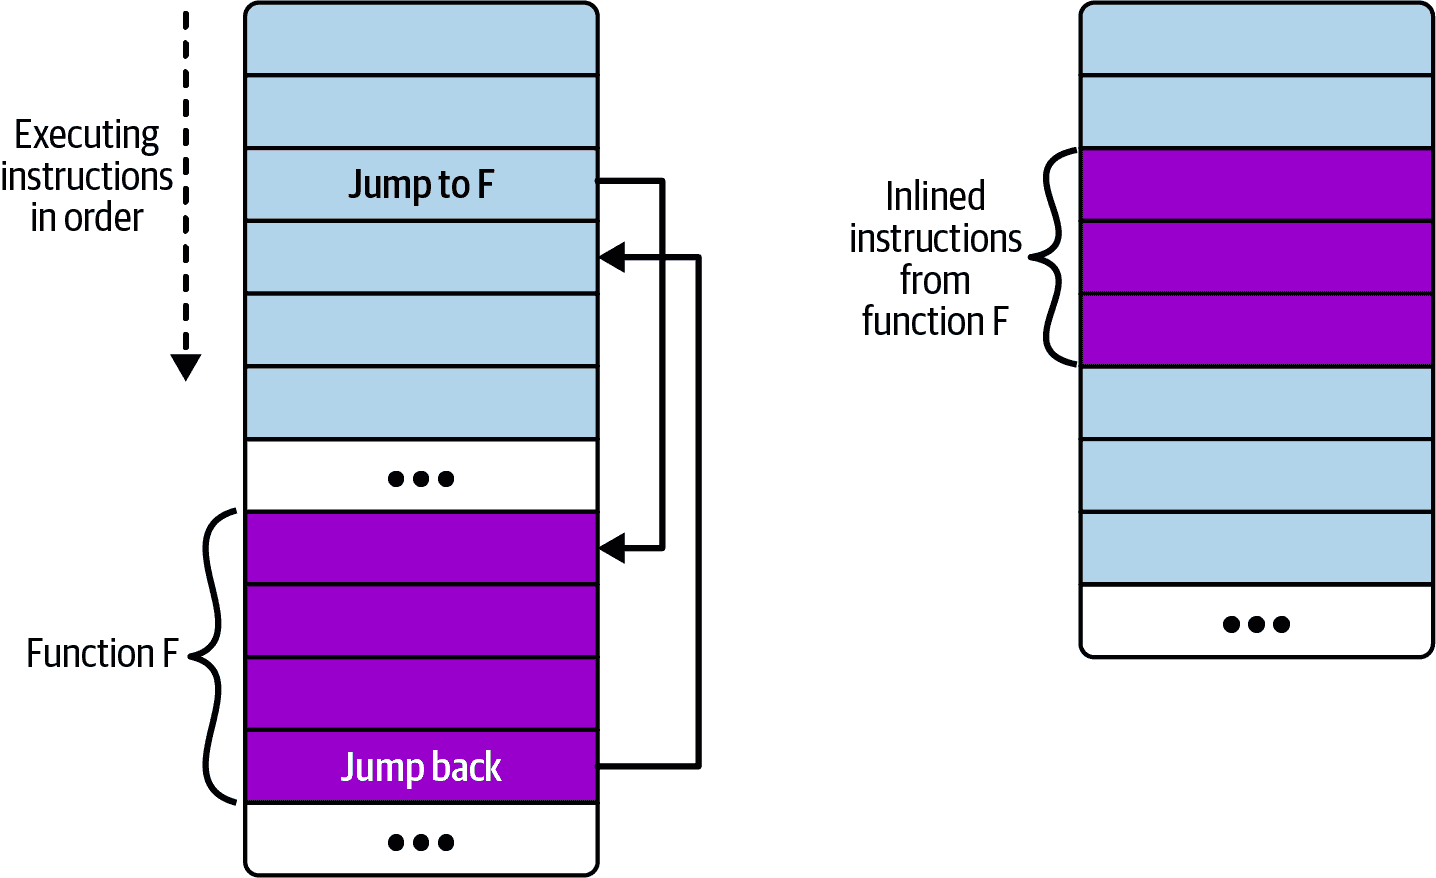 Executing
instructions
in order
Jump to F
•••
Function F
Jump back
•••
Inlined
instructions
from
function F
•••